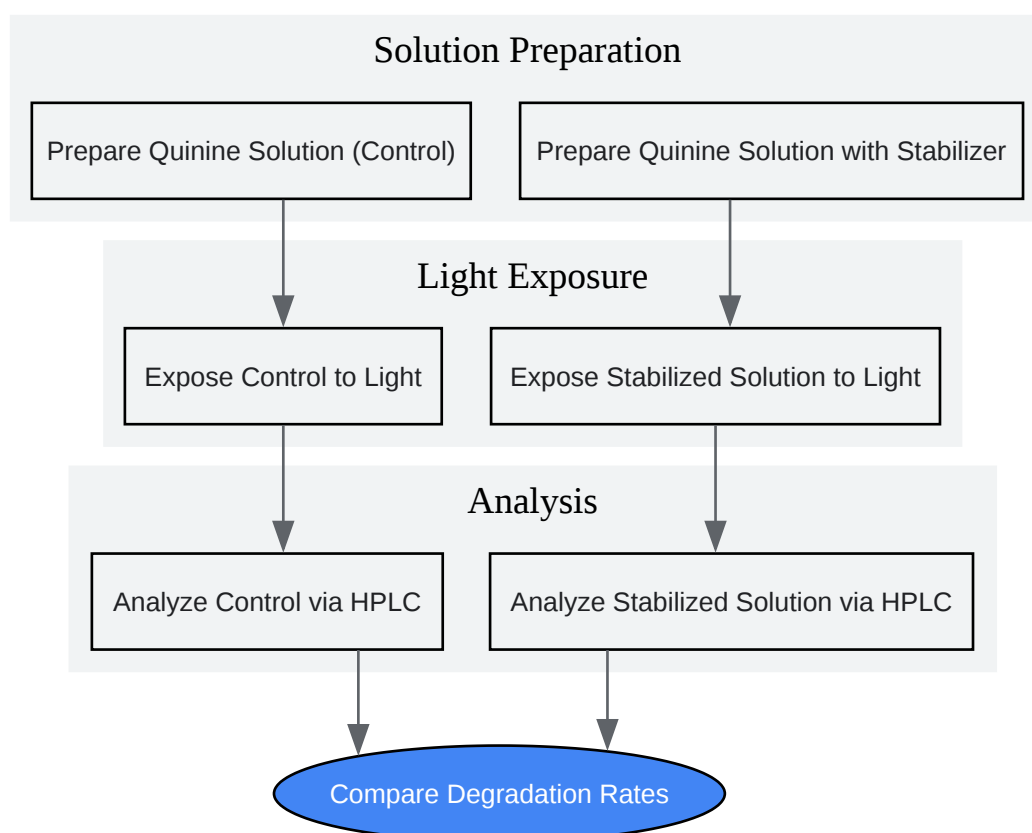 Solution Preparation
Prepare Quinine Solution (Control)
Prepare Quinine Solution with Stabilizer
Light Exposure
Expose Control to Light
Expose Stabilized Solution to Light
Analysis
Analyze Control via HPLC
Analyze Stabilized Solution via HPLC
Compare Degradation Rates